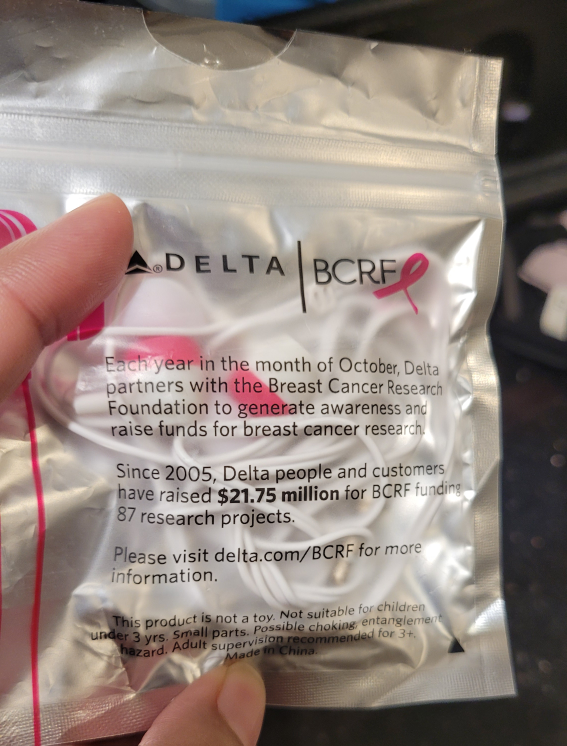 DELTA | BCRF
Each year in the month of October, Delta
partners with the Breast Cancer Research
Foundation to generate awareness and
raise funds for breast cancer research.
Since 2005, Delta people and customers
have raised $21.75 million for BCRF funding
87 research projects.
Please visit delta.com/BCRF for more
information.
This product is not a toy. Not suitable for children
under 3 yrs. Small parts. Possible choking, entanglement
hazard. Adult supervision recommended for 3+.
Made in China.